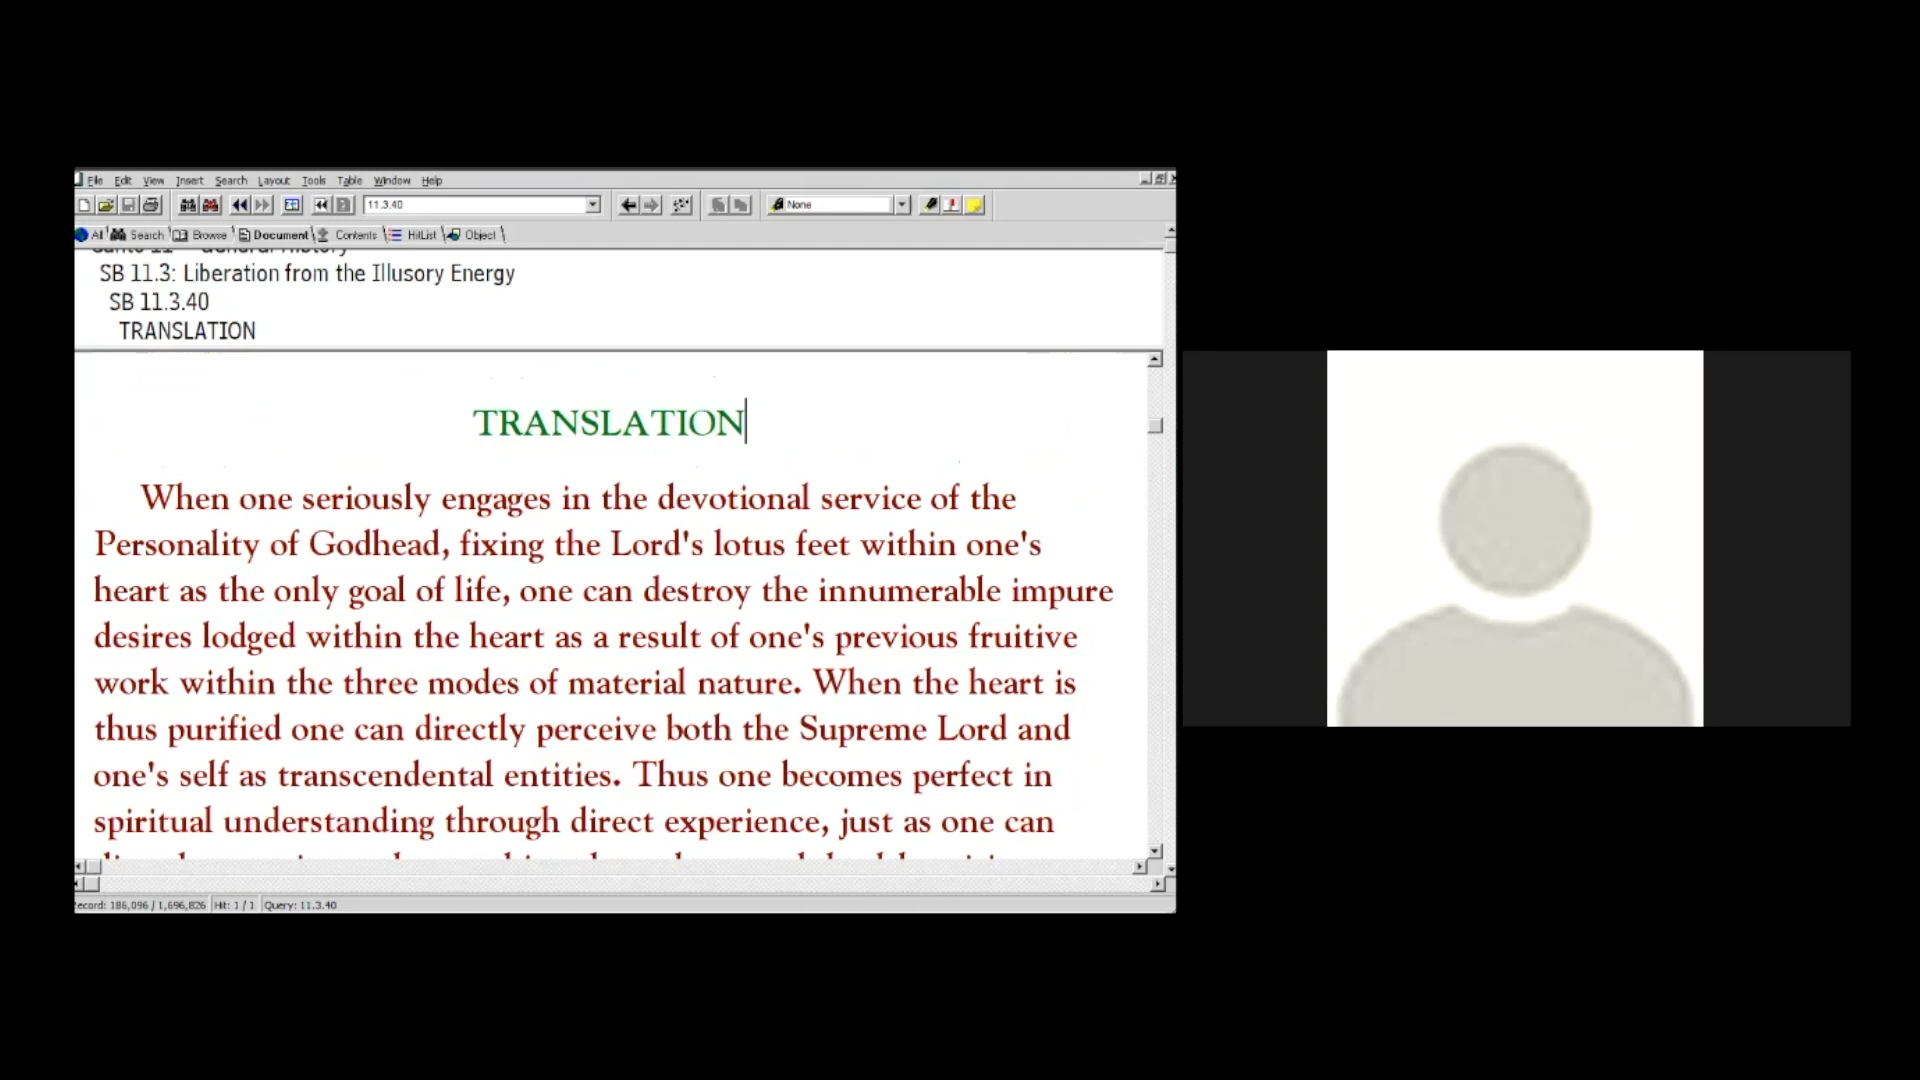 File Edit View Insert Search Layout Tools Table Window Help
11.3.40
None
All Search Browse Document Contents HitList Object
SB 11.3: Liberation from the Illusory Energy
SB 11.3.40
TRANSLATION
TRANSLATION
When one seriously engages in the devotional service of the
Personality of Godhead, fixing the Lord's lotus feet within one's
heart as the only goal of life, one can destroy the innumerable impure
desires lodged within the heart as a result of one's previous fruitive
work within the three modes of material nature. When the heart is
thus purified one can directly perceive both the Supreme Lord and
one's self as transcendental entities. Thus one becomes perfect in
spiritual understanding through direct experience, just as one can
ecord: 186,096 / 1,696,826 Hit: 1 / 1 Query: 11.3.40